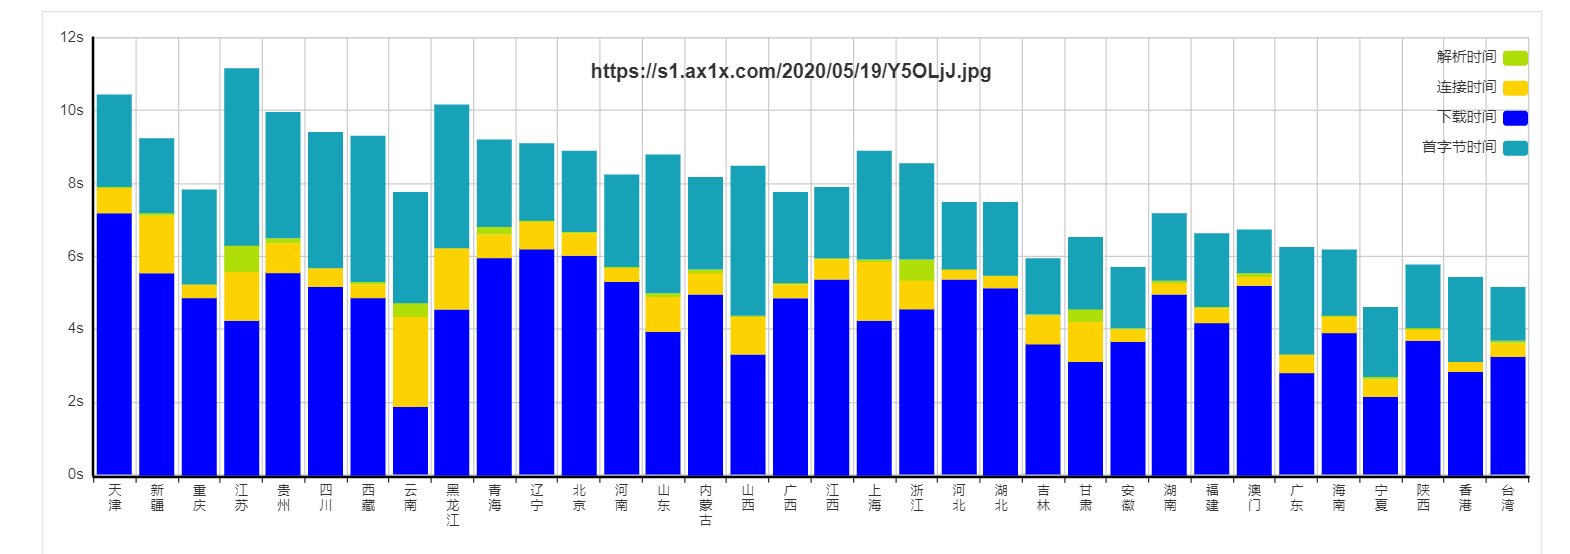 12s
https://s1.ax1x.com/2020/05/19/Y5OLjJ.jpg
解析时间
连接时间
下载时间
首字节时间
10s
8s
6s
4s
2s
0s
天津
新疆
重庆
江苏
贵州
四川
西藏
云南
黑龙江
青海
辽宁
北京
河南
山东
内蒙古
山西
广西
江西
上海
浙江
河北
湖北
吉林
甘肃
安徽
湖南
福建
澳门
广东
海南
宁夏
陕西
香港
台湾